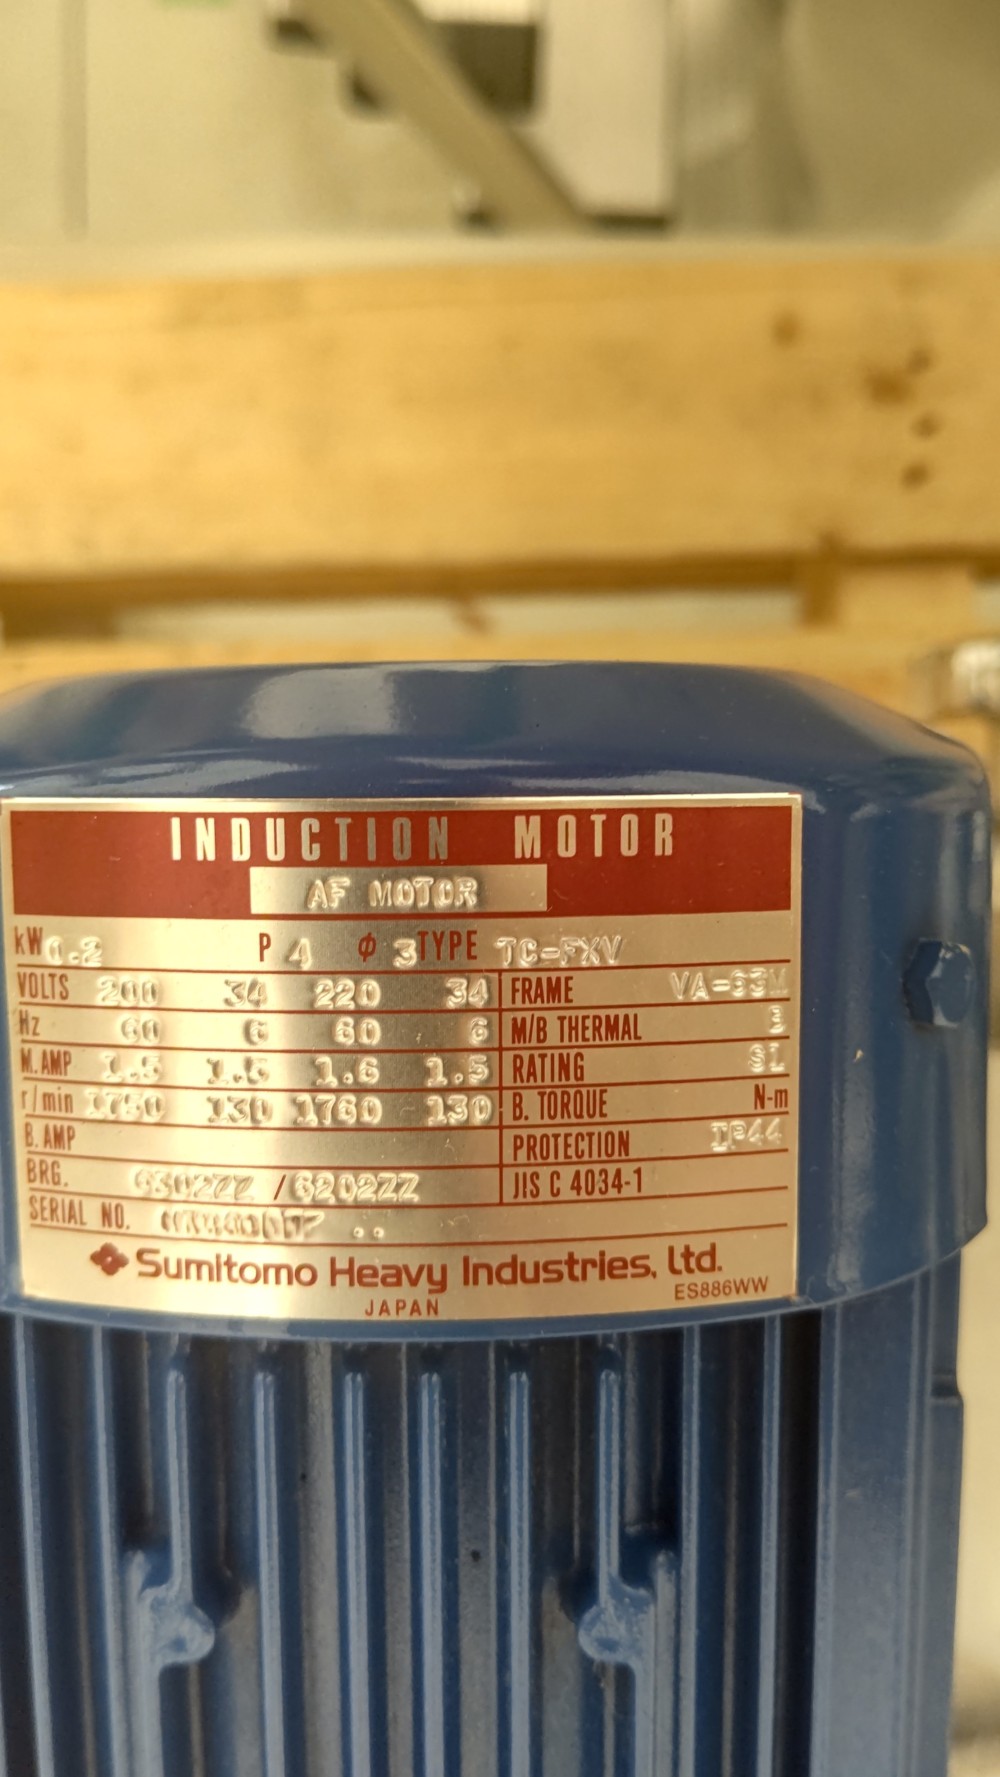 INDUCTION MOTOR
AF MOTOR
kW 0.2 P 4 φ 3 TYPE TC-FXV
VOLTS 200 34 220 34 FRAME
Hz 60 6 60 6 M/B THERMAL
M.AMP 1.5 1.5 1.6 1.5 RATING S1
r/min 1750 130 1760 130 B. TORQUE N-m
B.AMP PROTECTION IP44
BRG. 6302ZZ / 6202ZZ JIS C 4034-1
SERIAL NO.
Sumitomo Heavy Industries, Ltd.
JAPAN ES886WW